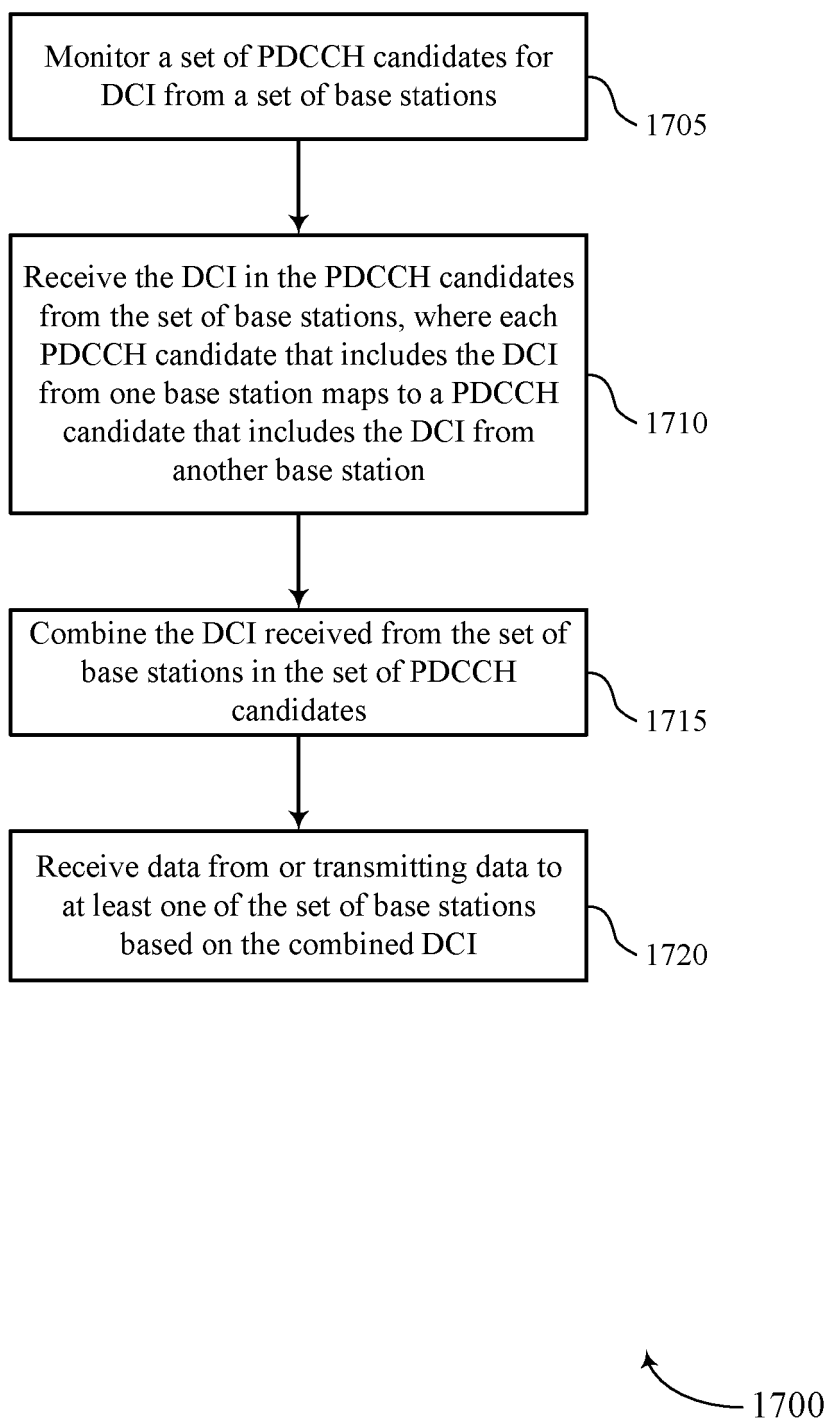 Monitor a set of PDCCH candidates for
DCI from a set of base stations
1705
Receive the DCI in the PDCCH candidates
from the set of base stations, where each
PDCCH candidate that includes the DCI
from one base station maps to a PDCCH
candidate that includes the DCI from
another base station
1710
Combine the DCI received from the set of
base stations in the set of PDCCH
candidates
1715
Receive data from or transmitting data to
at least one of the set of base stations
based on the combined DCI
1720
1700